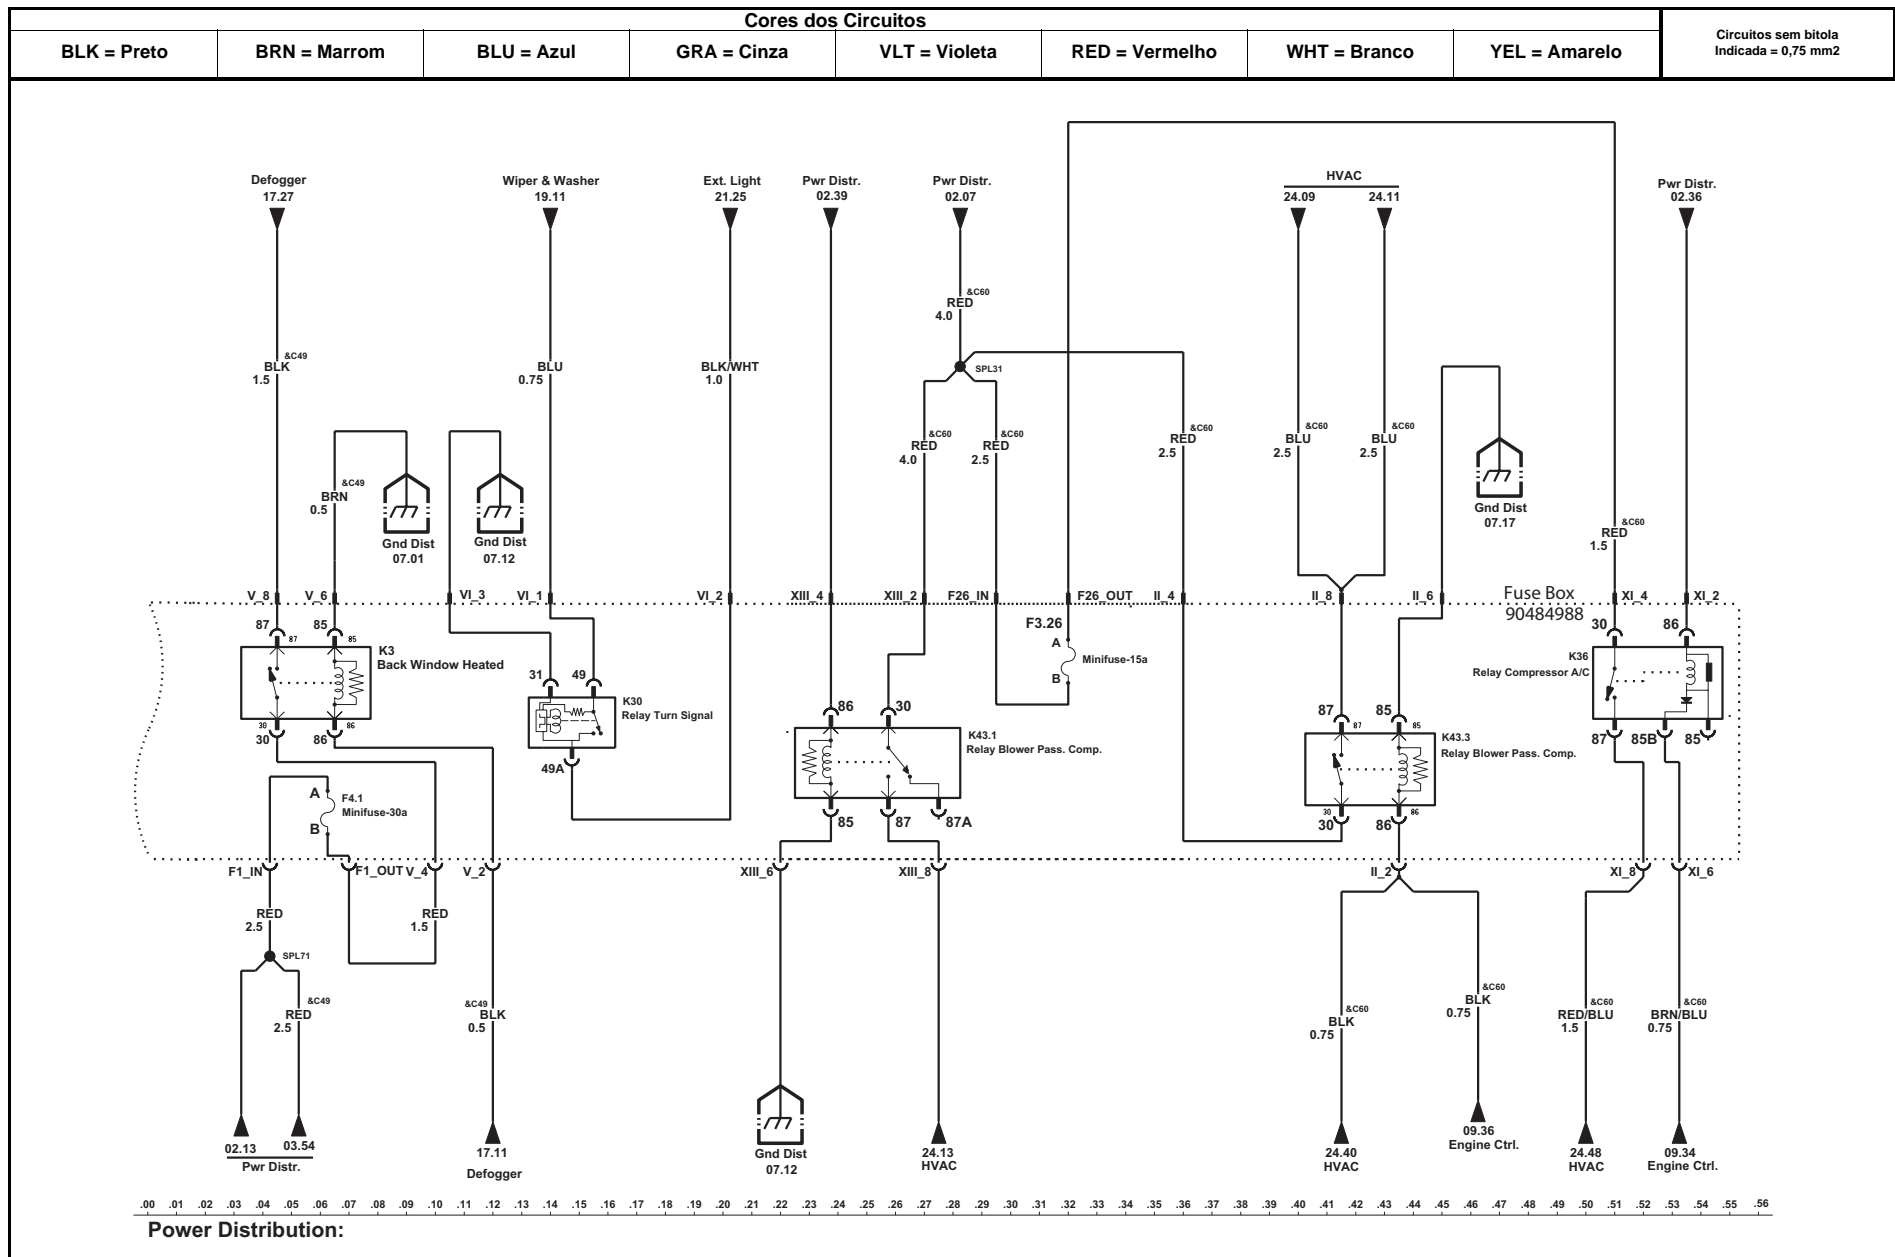 Cores dos Circuitos
BLK = Preto
BRN = Marrom
BLU = Azul
GRA = Cinza
VLT = Violeta
RED = Vermelho
WHT = Branco
YEL = Amarelo
Circuitos sem bitola
Indicada = 0,75 mm2
Defogger
17.27
Wiper & Washer
19.11
Ext. Light
21.25
Pwr Distr.
02.39
Pwr Distr.
02.07
HVAC
24.09
24.11
Pwr Distr.
02.36
&C60
RED
4.0
SPL31
&C49
BLK
1.5
BLU
0.75
BLK/WHT
1.0
&C60
RED
4.0
&C60
RED
2.5
&C60
RED
2.5
&C60
BLU
2.5
&C60
BLU
2.5
&C49
BRN
0.5
Gnd Dist
07.01
Gnd Dist
07.12
Gnd Dist
07.17
&C60
RED
1.5
V_8
V_6
VI_3
VI_1
VI_2
XIII_4
XIII_2
F26_IN
F26_OUT
II_4
II_8
II_6
Fuse Box
90484988
XI_4
XI_2
87
87
85
85
K3
Back Window Heated
30
30
86
86
31
49
K30
Relay Turn Signal
49A
F3.26
A
Minifuse-15a
B
86
30
K43.1
Relay Blower Pass. Comp.
85
87
87A
87
87
85
85
K43.3
Relay Blower Pass. Comp.
30
30
86
86
30
86
K36
Relay Compressor A/C
87
85B
85
A
F4.1
Minifuse-30a
B
F1_IN
F1_OUT
V_4
V_2
XIII_6
XIII_8
II_2
XI_8
XI_6
RED
2.5
RED
1.5
SPL71
&C49
RED
2.5
&C49
BLK
0.5
&C60
BLK
0.75
&C60
BLK
0.75
&C60
RED/BLU
1.5
&C60
BRN/BLU
0.75
02.13
03.54
Pwr Distr.
17.11
Defogger
Gnd Dist
07.12
24.13
HVAC
24.40
HVAC
09.36
Engine Ctrl.
24.48
HVAC
09.34
Engine Ctrl.
.00 .01 .02 .03 .04 .05 .06 .07 .08 .09 .10 .11 .12 .13 .14 .15 .16 .17 .18 .19 .20 .21 .22 .23 .24 .25 .26 .27 .28 .29 .30 .31 .32 .33 .34 .35 .36 .37 .38 .39 .40 .41 .42 .43 .44 .45 .46 .47 .48 .49 .50 .51 .52 .53 .54 .55 .56
Power Distribution: